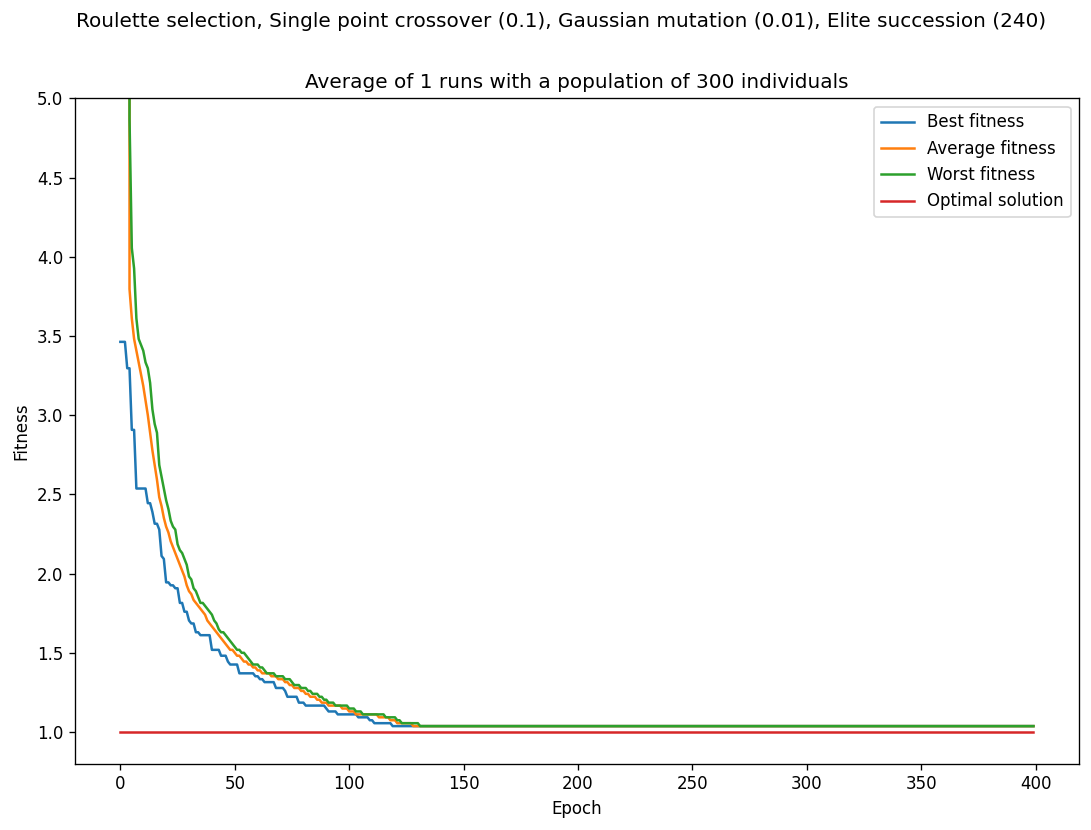 Roulette selection, Single point crossover (0.1), Gaussian mutation (0.01), Elite succession (240)
Average of 1 runs with a population of 300 individuals
5.0
4.5
4.0
3.5
3.0
2.5
2.0
1.5
1.0
Fitness
Best fitness
Average fitness
Worst fitness
Optimal solution
0 50 100 150 200 250 300 350 400
Epoch